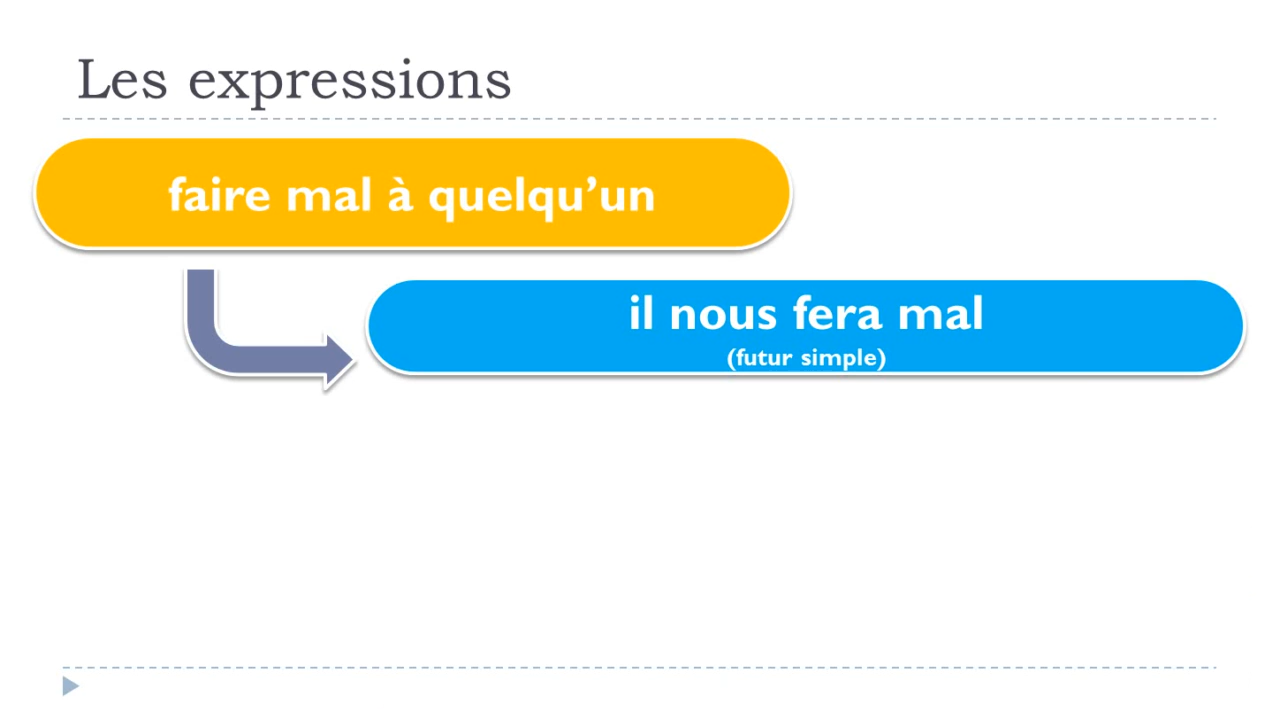 Les expressions
faire mal à quelqu’un
il nous fera mal
(futur simple)